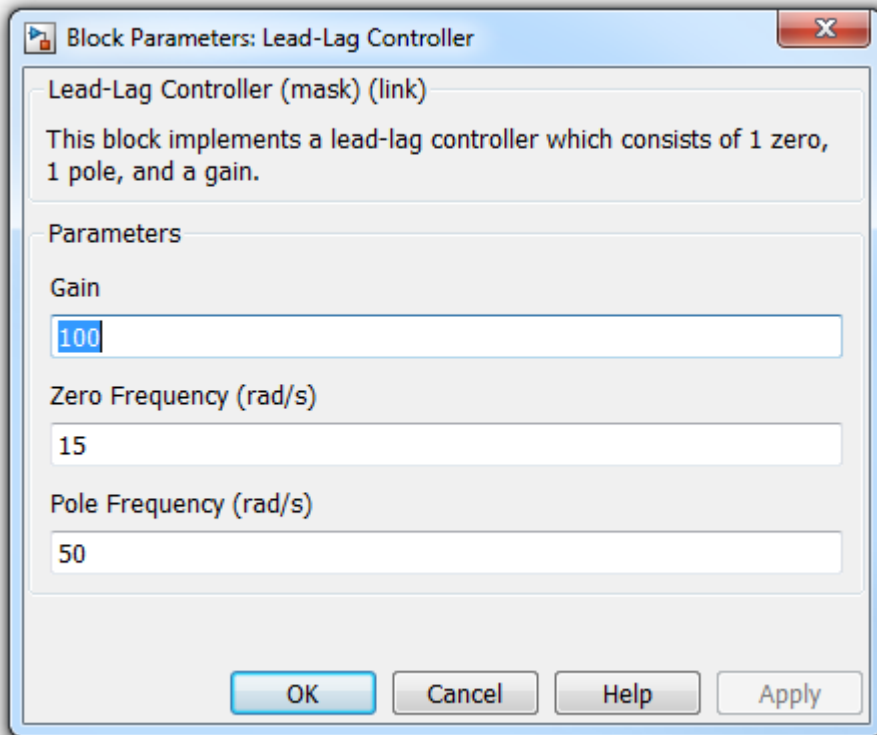 Block Parameters: Lead-Lag Controller
Lead-Lag Controller (mask) (link)
This block implements a lead-lag controller which consists of 1 zero,
1 pole, and a gain.
Parameters
Gain
100
Zero Frequency (rad/s)
15
Pole Frequency (rad/s)
50
OK Cancel Help Apply